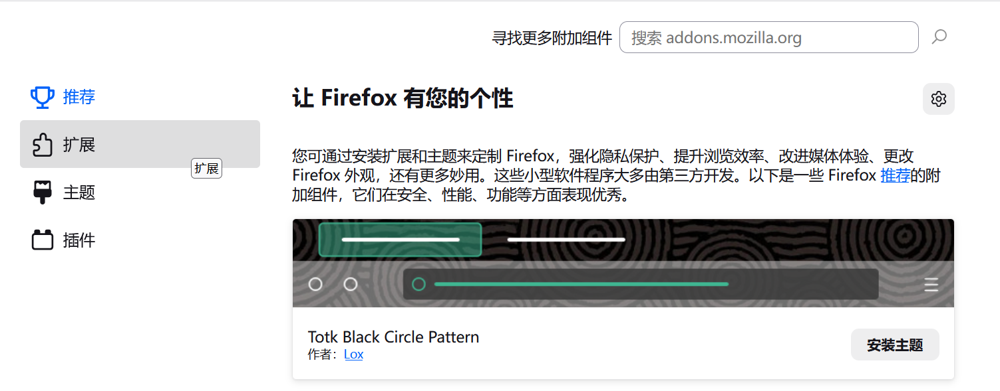 寻找更多附加组件 搜索 addons.mozilla.org
推荐
扩展
扩展
主题
插件
让 Firefox 有您的个性
您可通过安装扩展和主题来定制 Firefox，强化隐私保护、提升浏览效率、改进媒体体验、更改
Firefox 外观，还有更多妙用。这些小型软件程序大多由第三方开发。以下是一些 Firefox 推荐的附
加组件，它们在安全、性能、功能等方面表现优秀。
Totk Black Circle Pattern
作者：Lox
安装主题